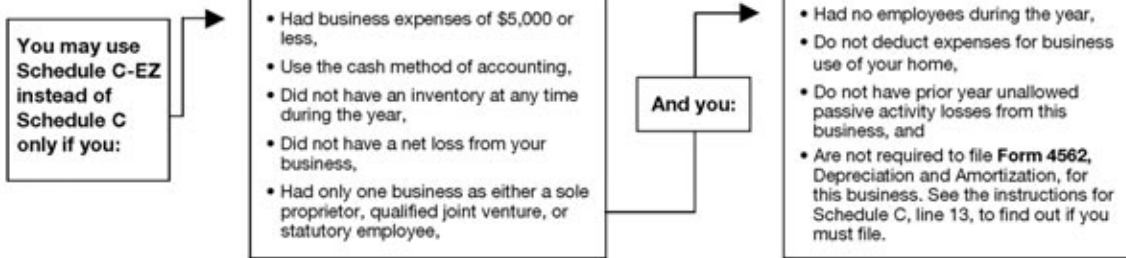 You may use
Schedule C-EZ
instead of
Schedule C
only if you:
• Had business expenses of $5,000 or
less,
• Use the cash method of accounting,
• Did not have an inventory at any time
during the year,
• Did not have a net loss from your
business,
• Had only one business as either a sole
proprietor, qualified joint venture, or
statutory employee,
And you:
• Had no employees during the year,
• Do not deduct expenses for business
use of your home,
• Do not have prior year unallowed
passive activity losses from this
business, and
• Are not required to file Form 4562,
Depreciation and Amortization, for
this business. See the instructions for
Schedule C, line 13, to find out if you
must file.